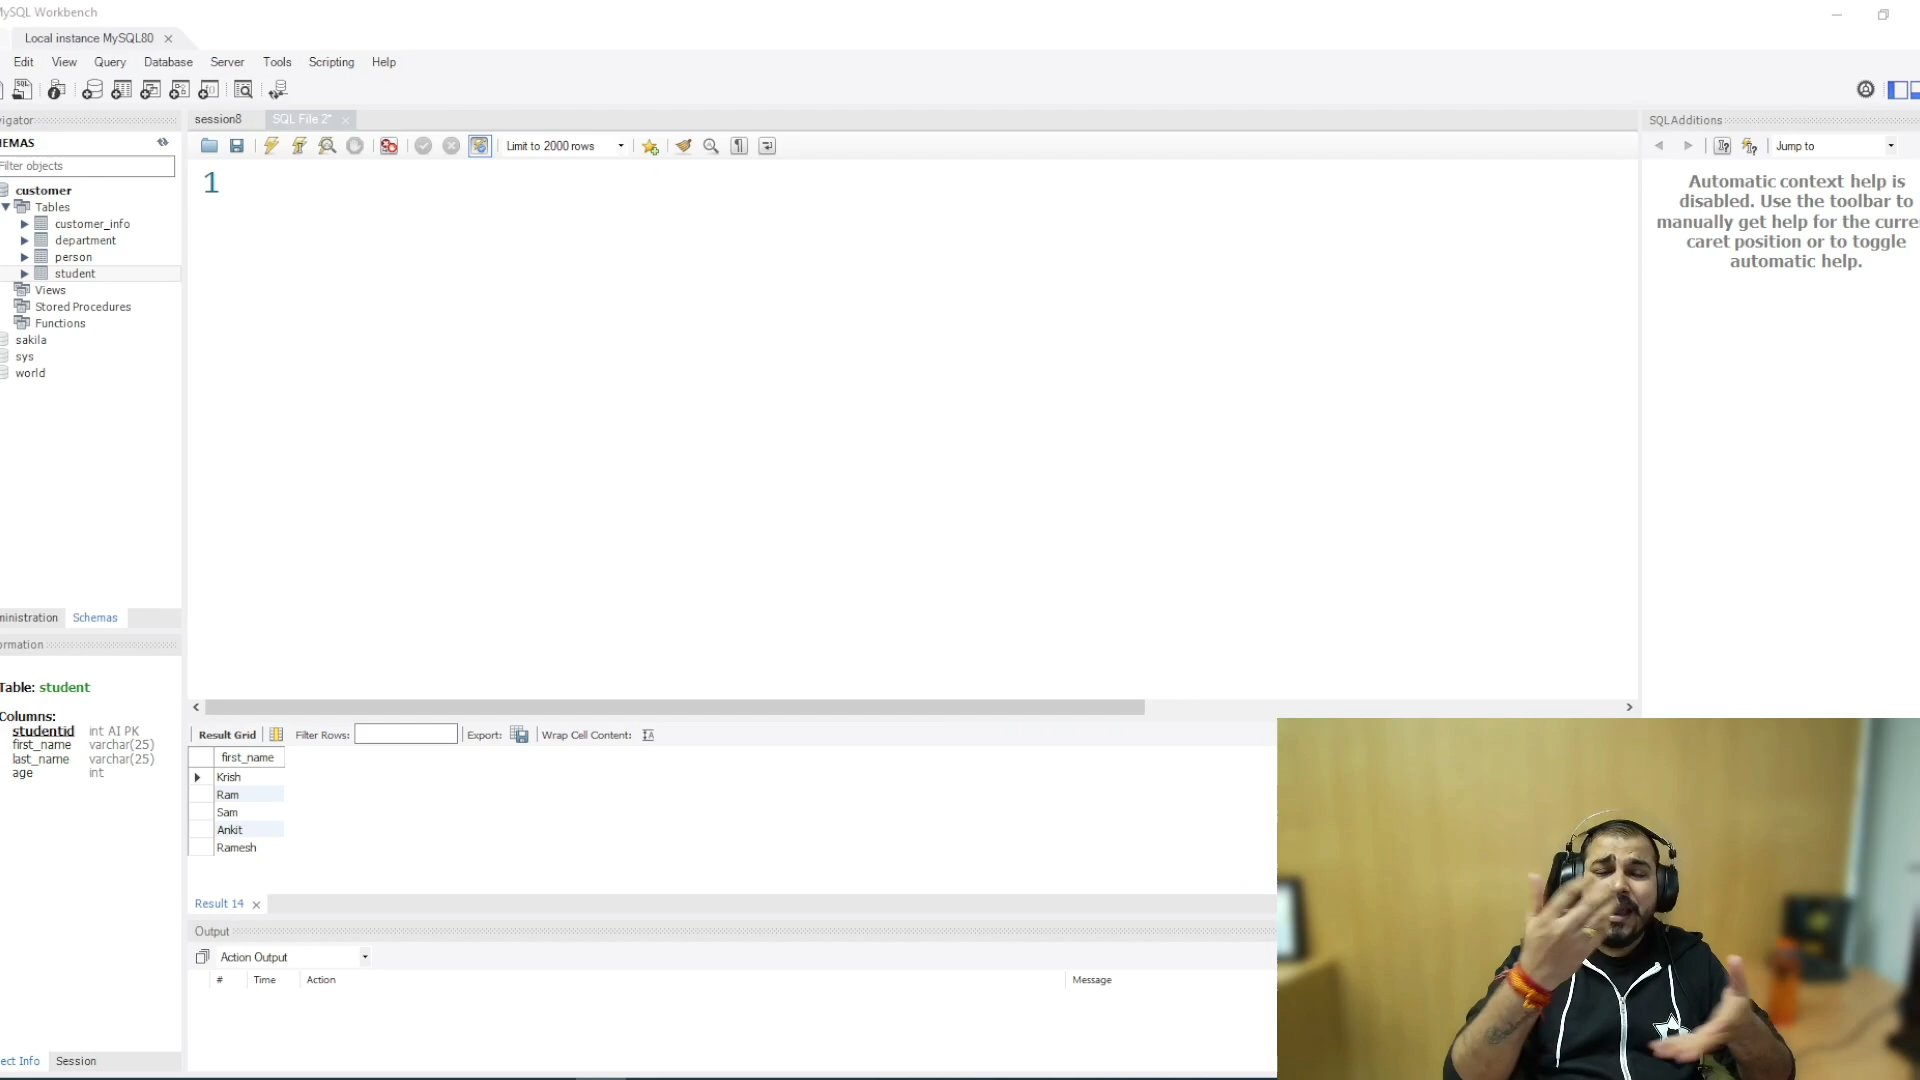 MySQL Workbench
Local instance MySQL80
Edit View Query Database Server Tools Scripting Help
session8 SQL File 2*
SQLAdditions
HEMAS
Limit to 2000 rows
Jump to
Filter objects
customer
Tables
customer_info
department
person
student
Views
Stored Procedures
Functions
sakila
sys
world
1
Automatic context help is
disabled. Use the toolbar to
manually get help for the curre
caret position or to toggle
automatic help.
ministration Schemas
ormation
Table: student
Columns:
studentid int AI PK
first_name varchar(25)
last_name varchar(25)
age int
Result Grid Filter Rows: Export: Wrap Cell Content:
first_name
Krish
Ram
Sam
Ankit
Ramesh
Result 14
Output
Action Output
# Time Action Message
ect Info Session